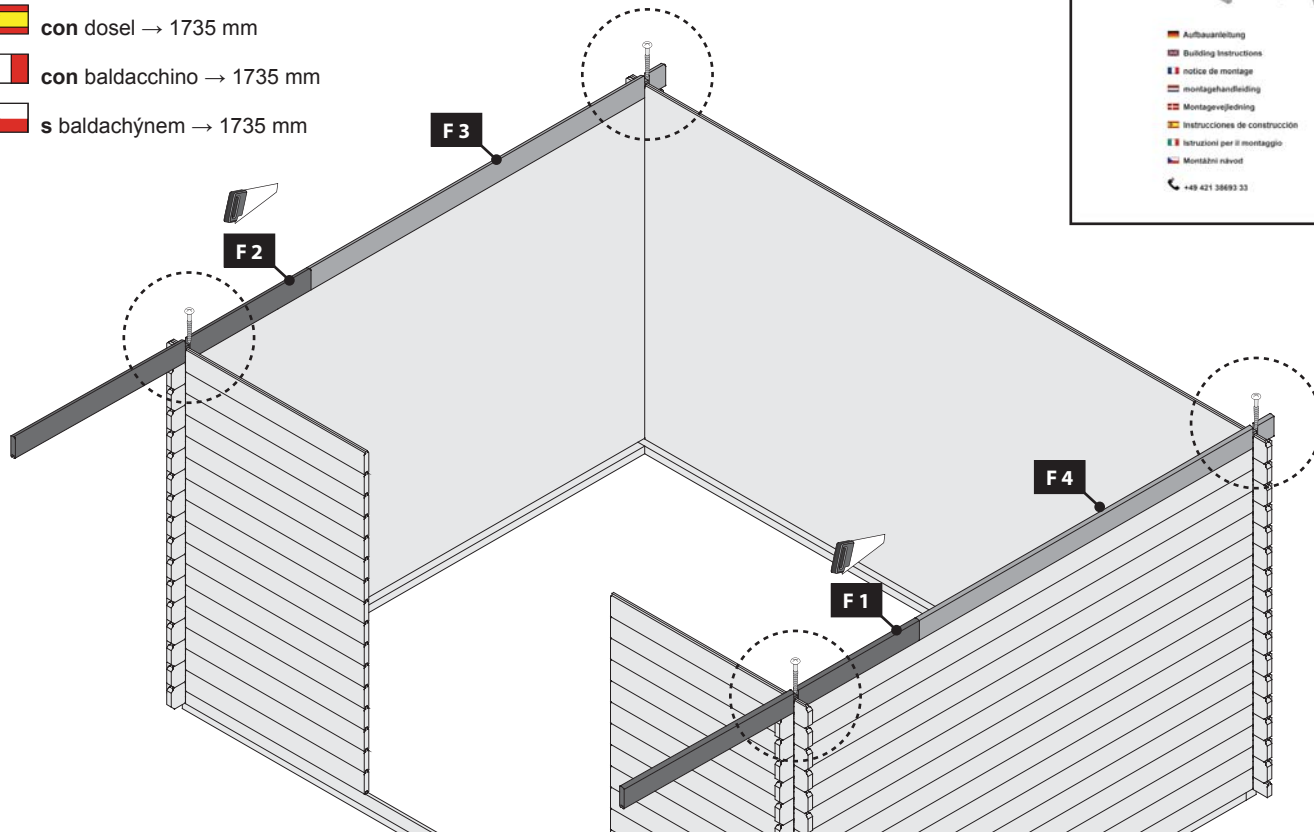 con dosel → 1735 mm
con baldacchino → 1735 mm
s baldachýnem → 1735 mm
F 3
F 2
F 4
F 1
Aufbauanleitung
Building Instructions
notice de montage
montagehandleiding
Montagevejledning
Instrucciones de construcción
Istruzioni per il montaggio
Montážní návod
+49 421 38693 33